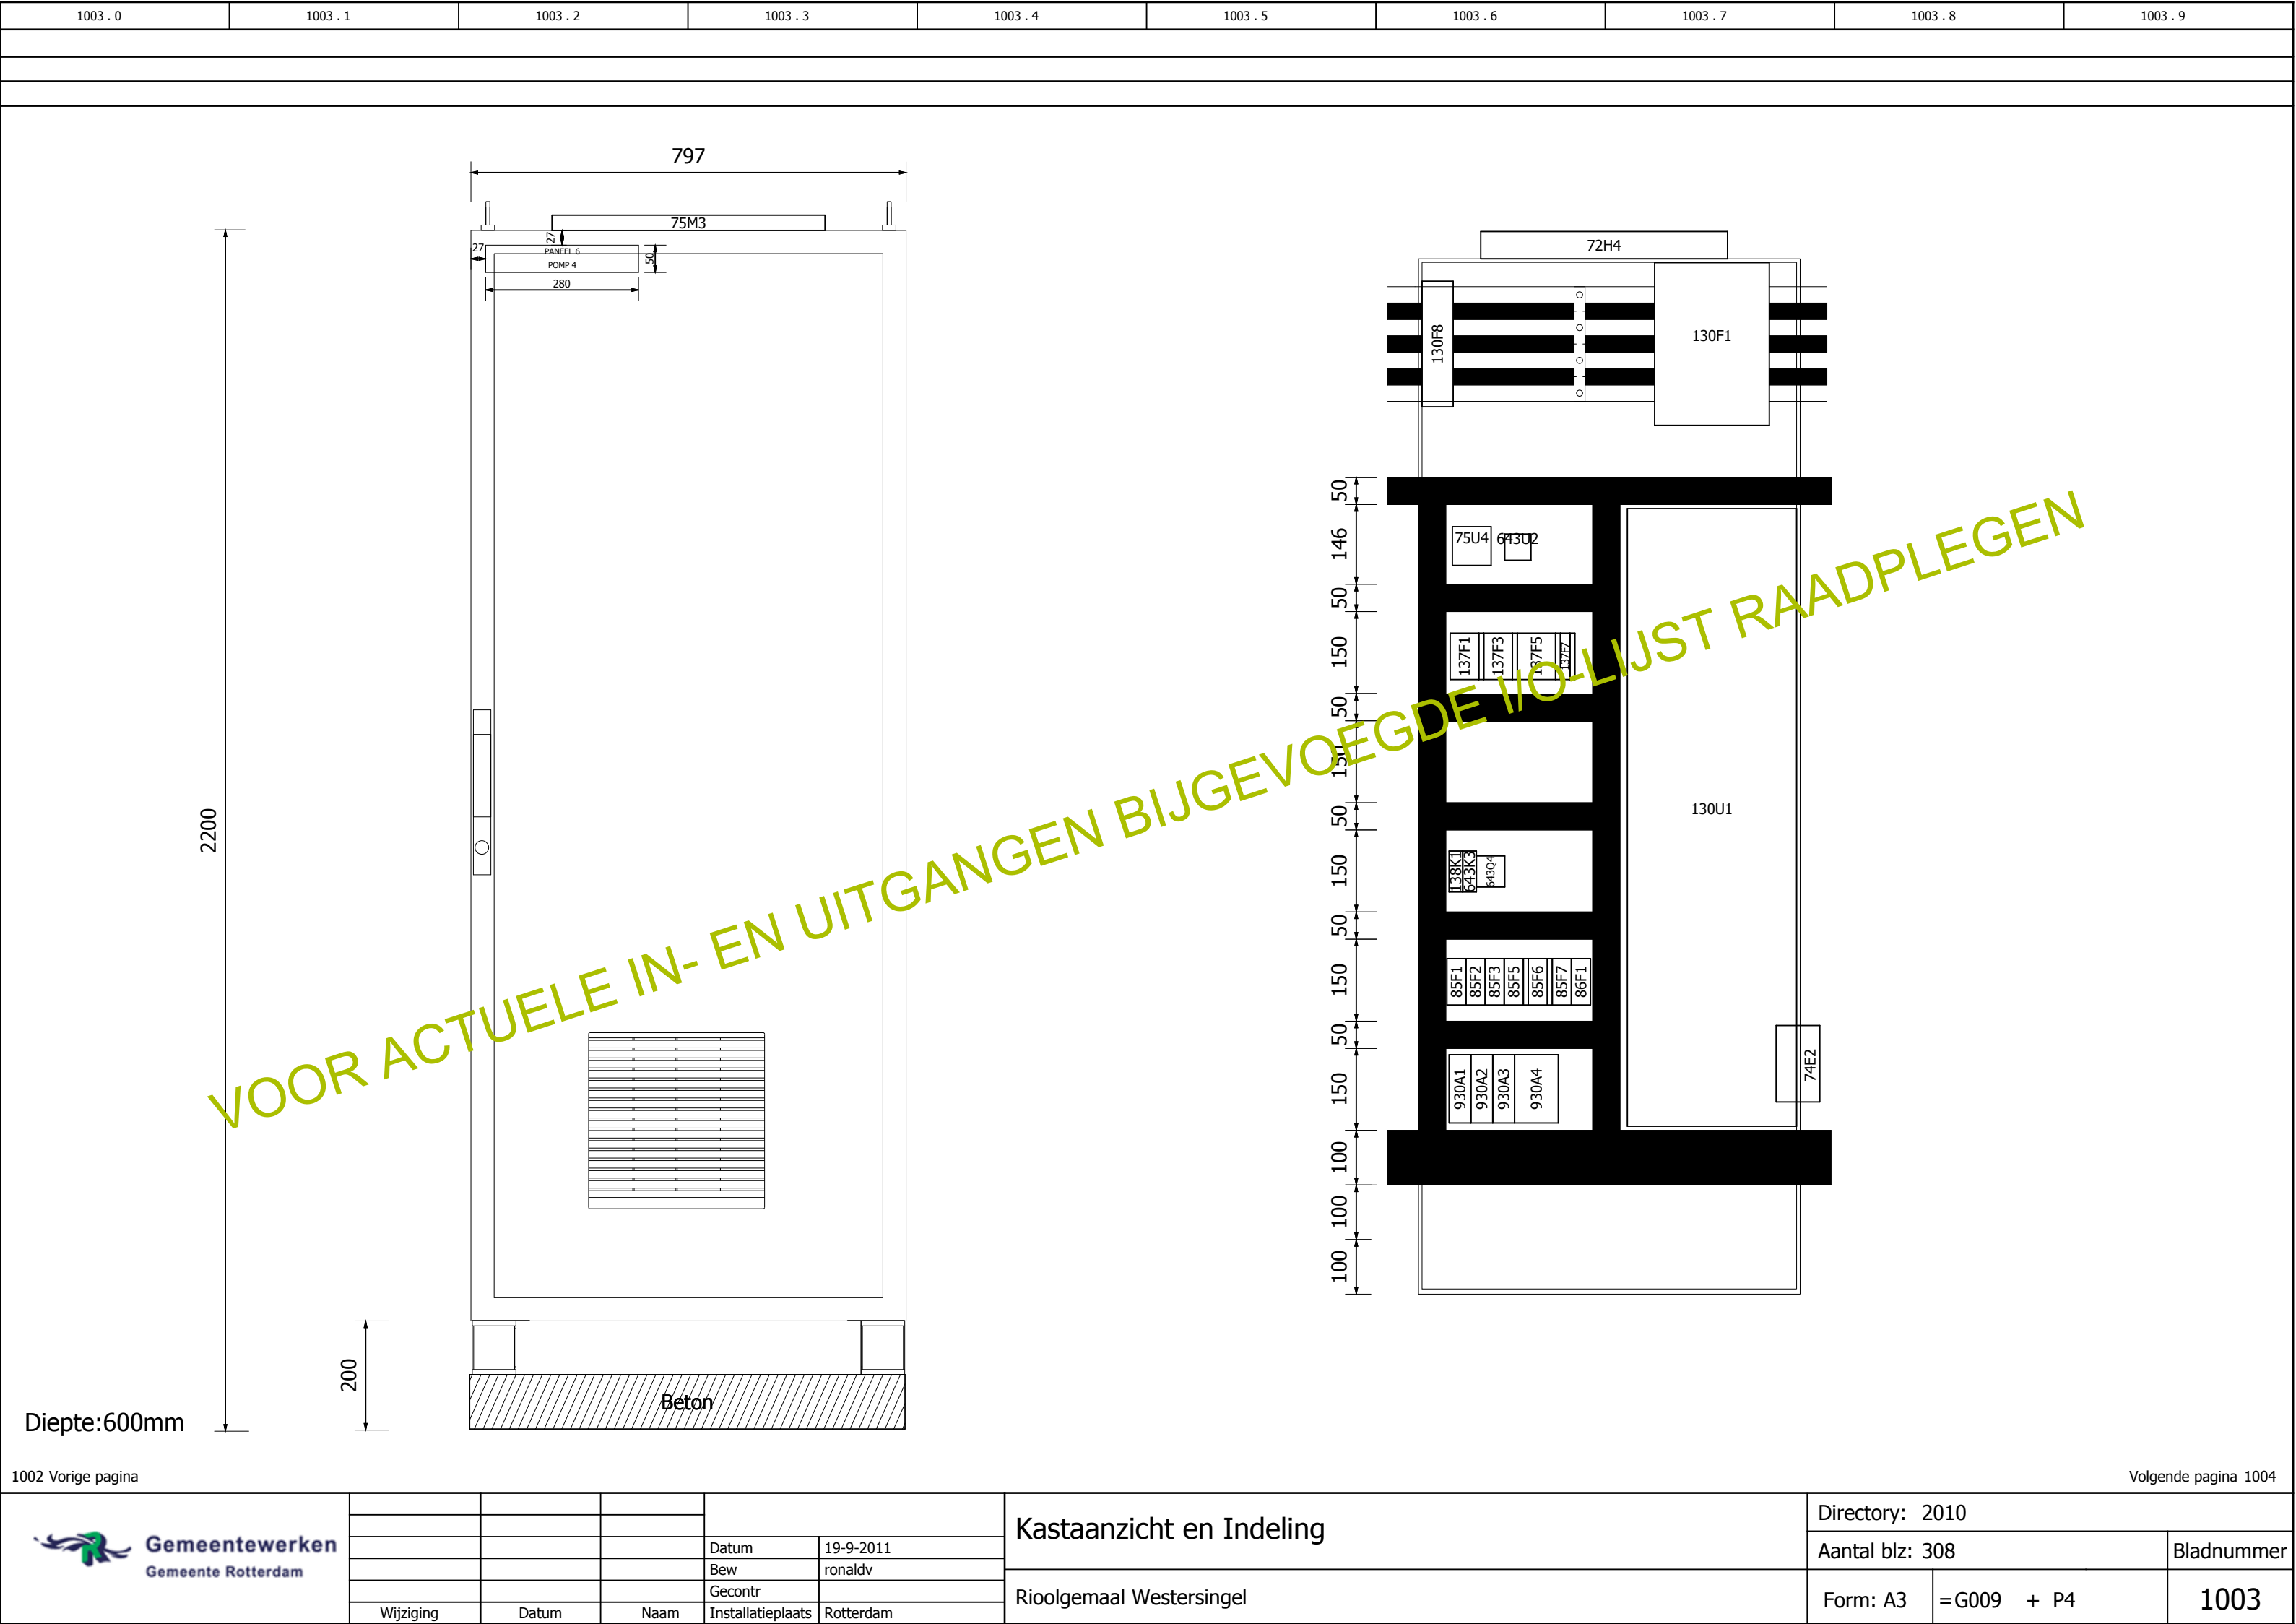 1003 . 0 1003 . 1 1003 . 2 1003 . 3 1003 . 4 1003 . 5 1003 . 6 1003 . 7 1003 . 8 1003 . 9
797
75M3
27
27
PANEEL 6
POMP 4
50
280
2200
200
Beton
Diepte:600mm
72H4
130F8
130F1
50
146
50
150
50
150
50
150
50
150
50
150
100
100
100
75U4 643U2
137F1 137F3 137F5 137F7
130U1
138K1 643K3 643Q4
85F1 85F2 85F3 85F5 85F6 85F7 86F1
930A1 930A2 930A3 930A4
74E2
VOOR ACTUELE IN- EN UITGANGEN BIJGEVOEGDE I/O-LIJST RAADPLEGEN
1002 Vorige pagina
Volgende pagina 1004
Gemeentewerken
Gemeente Rotterdam
Wijziging Datum Naam
Datum 19-9-2011
Bew ronaldv
Gecontr
Installatieplaats Rotterdam
Kastaanzicht en Indeling
Rioolgemaal Westersingel
Directory: 2010
Aantal blz: 308
Bladnummer
Form: A3 =G009 + P4
1003